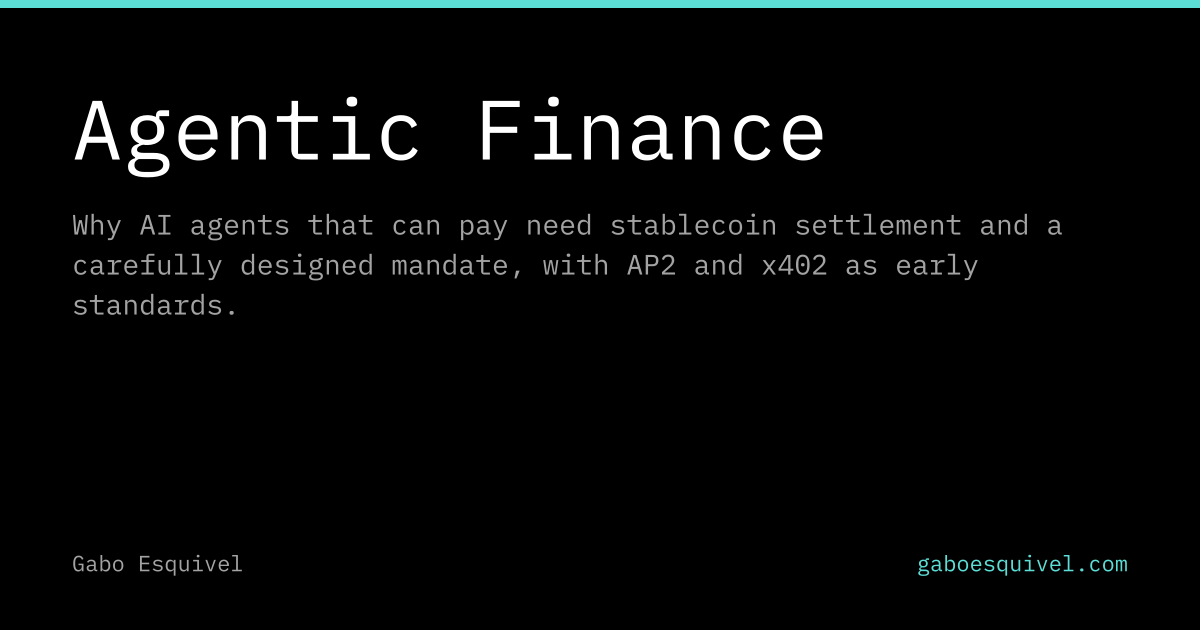 Agentic Finance
Why AI agents that can pay need stablecoin settlement and a
carefully designed mandate, with AP2 and x402 as early
standards.
Gabo Esquivel
gaboesquivel.com